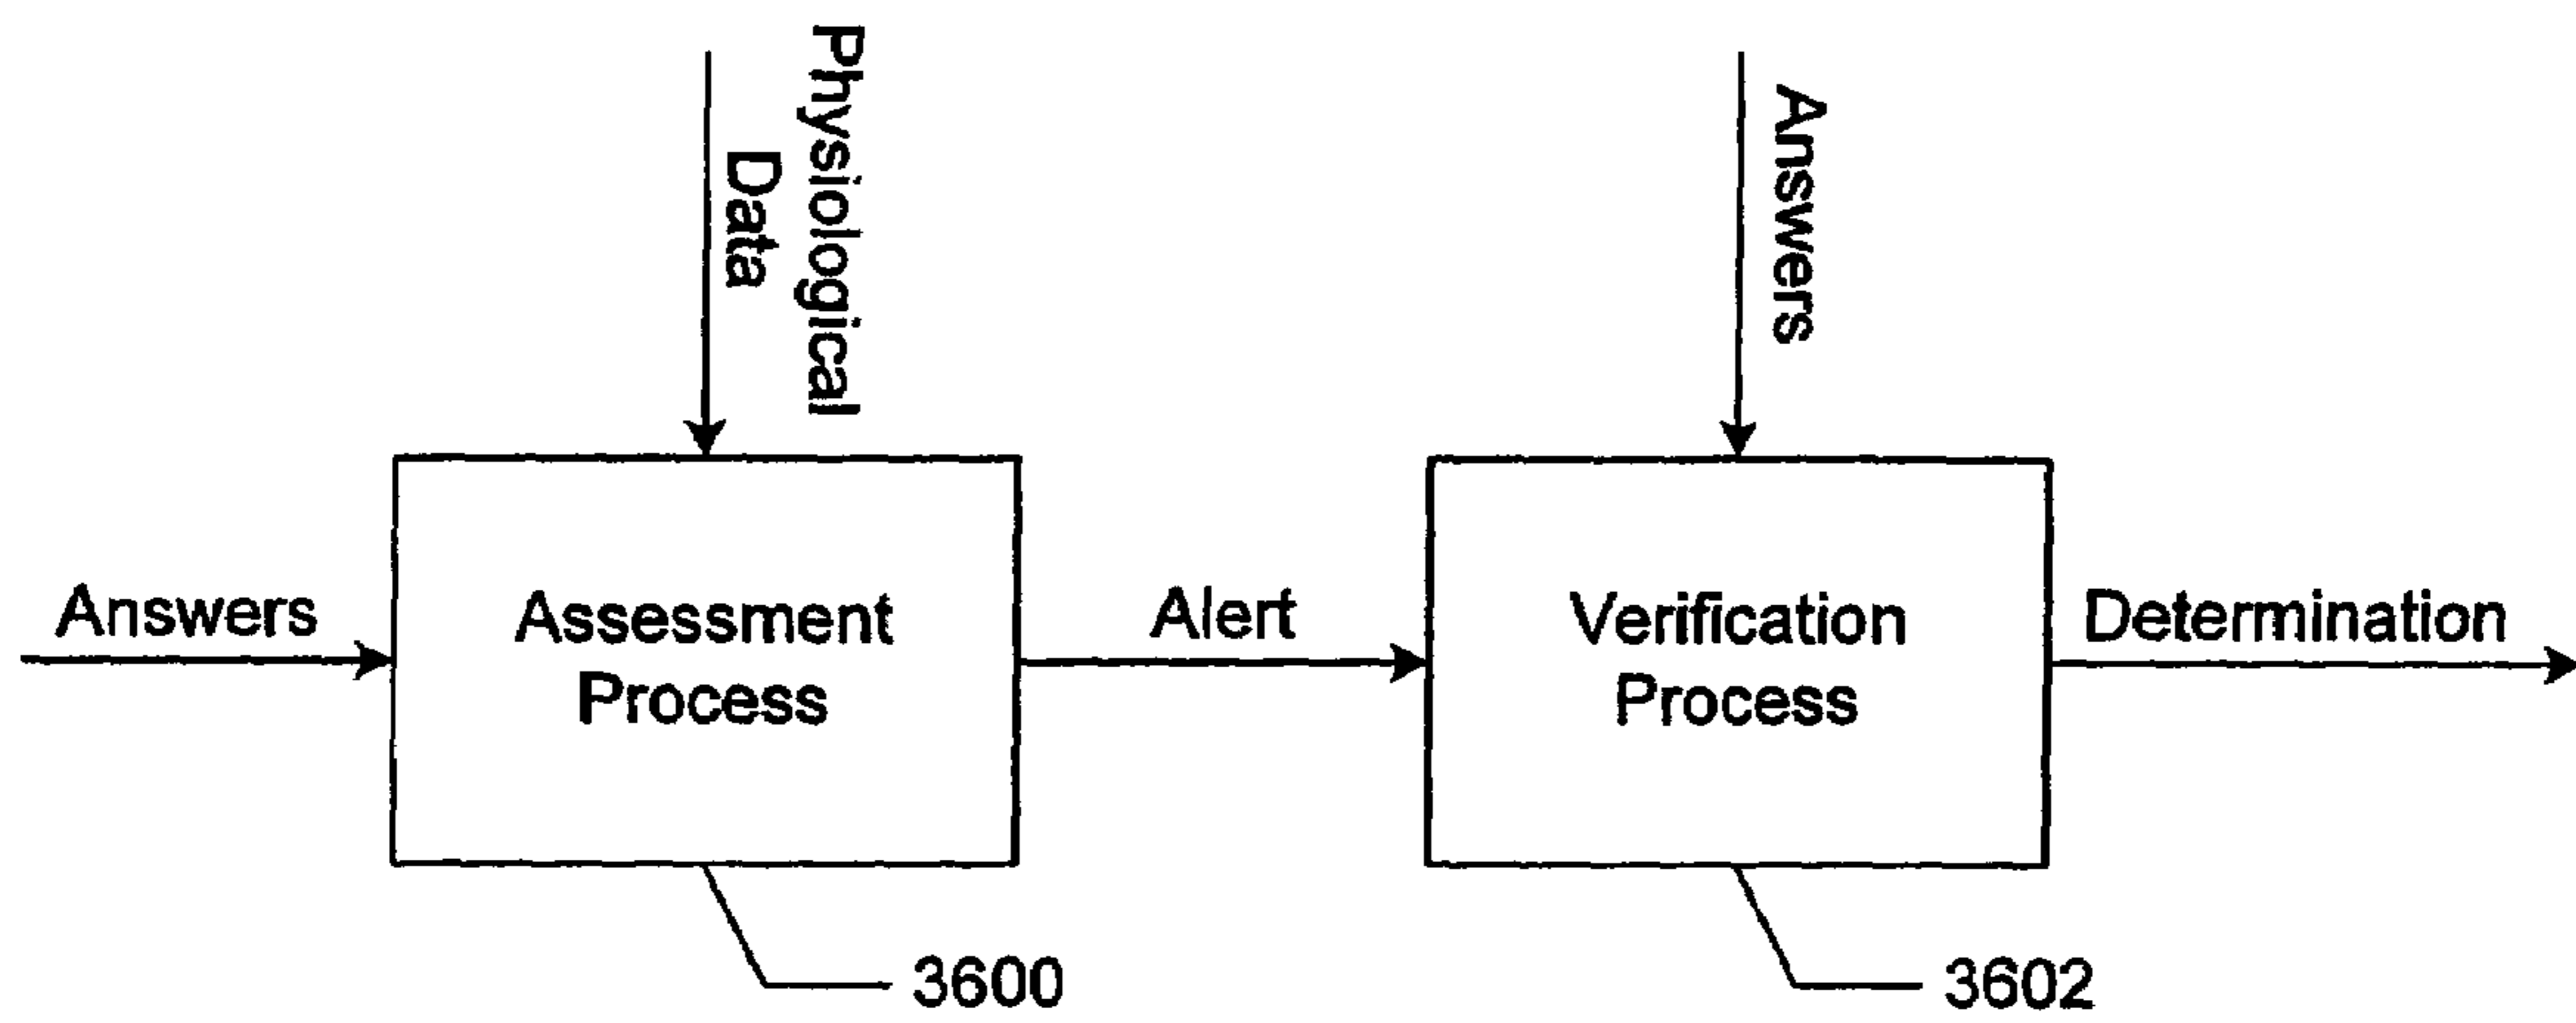 Physiological
Data
Answers
Answers
Assessment
Process
Alert
Verification
Process
Determination
3600
3602